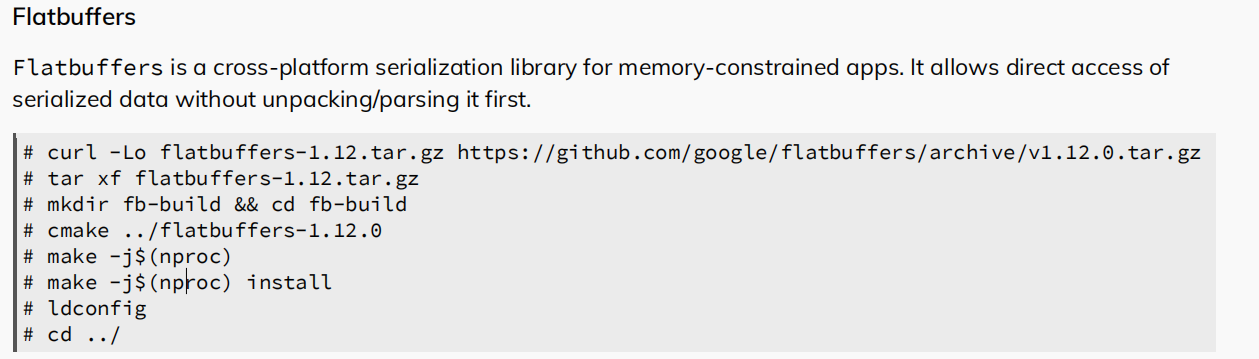 Flatbuffers
Flatbuffers is a cross-platform serialization library for memory-constrained apps. It allows direct access of
serialized data without unpacking/parsing it first.
# curl -Lo flatbuffers-1.12.tar.gz https://github.com/google/flatbuffers/archive/v1.12.0.tar.gz
# tar xf flatbuffers-1.12.tar.gz
# mkdir fb-build && cd fb-build
# cmake ../flatbuffers-1.12.0
# make -j$(nproc)
# make -j$(nproc) install
# ldconfig
# cd ../